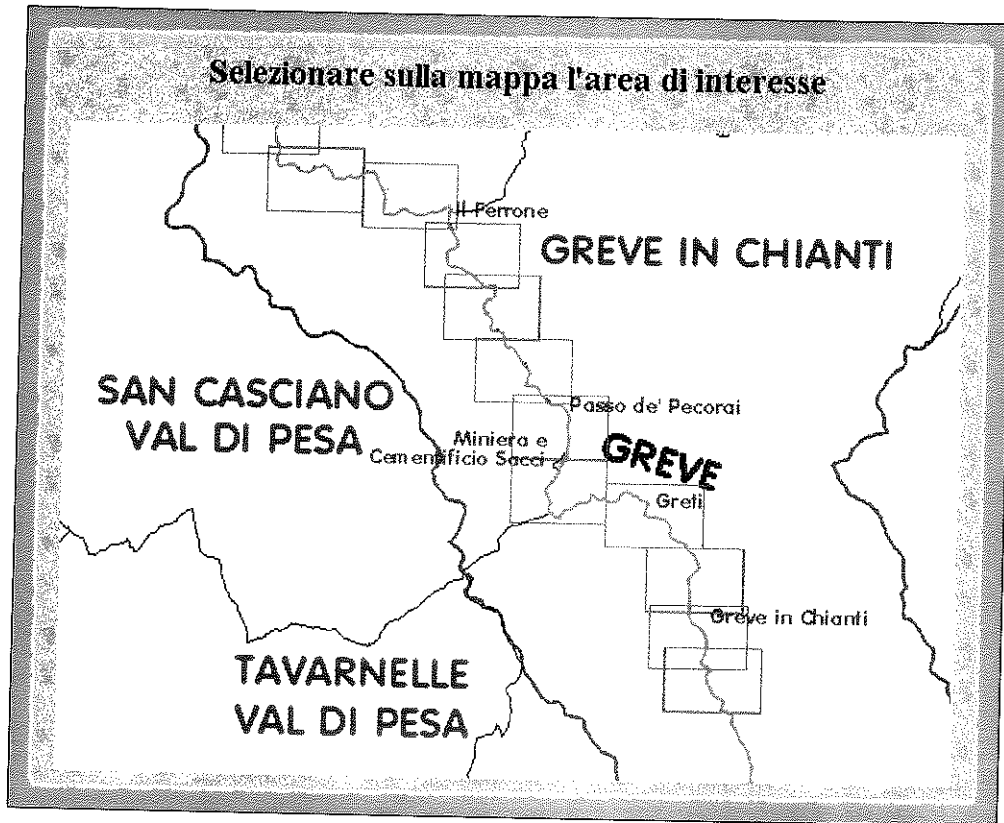 Selezionare sulla mappa l'area di interesse
Il Ferrone
GREVE IN CHIANTI
SAN CASCIANO
VAL DI PESA
Passo de' Pecorai
Miniera e
Cementificio Sacci
GREVE
Greti
Greve in Chianti
TAVARNELLE
VAL DI PESA